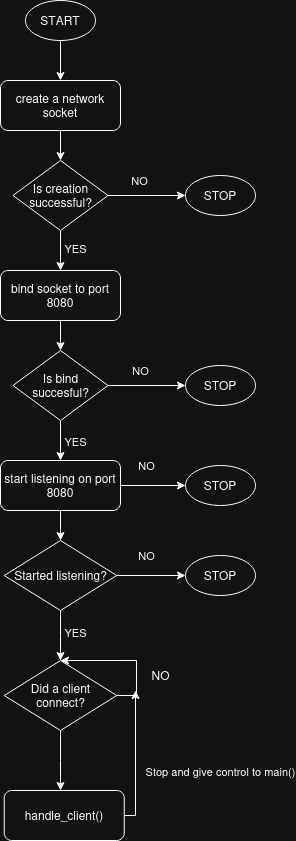 START
create a network
socket
Is creation
successful?
NO
STOP
YES
bind socket to port
8080
Is bind
succesful?
NO
STOP
YES
start listening on port
8080
NO
STOP
Started listening?
NO
STOP
YES
Did a client
connect?
NO
Stop and give control to main()
handle_client()